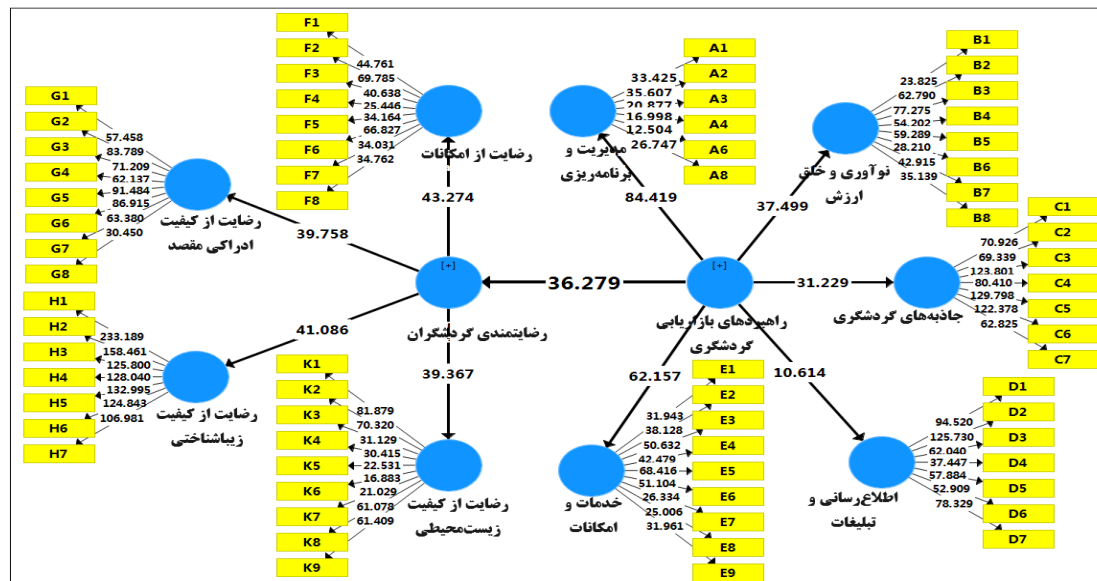 F1
F2
F3
F4
F5
F6
F7
F8
44.761
69.785
40.638
25.446
34.164
66.827
34.031
34.762
رضایت از امکانات
43.274
A1
A2
A3
A4
A6
A8
33.425
35.607
20.877
16.998
12.504
26.747
مدیریت و
برنامه‌ریزی
84.419
B1
B2
B3
B4
B5
B6
B7
B8
23.825
62.790
77.275
54.202
59.289
28.210
42.915
35.139
نوآوری و خلق
ارزش
37.499
G1
G2
G3
G4
G5
G6
G7
G8
57.458
83.789
71.209
62.137
91.484
86.915
63.380
30.450
رضایت از کیفیت
ادراکی مقصد
39.758
C1
C2
C3
C4
C5
C6
C7
70.926
69.339
123.801
80.410
129.798
122.378
62.825
جاذبه‌های گردشگری
31.229
[+]
رضایتمندی گردشگران
36.279
[+]
راهبردهای بازاریابی
گردشگری
H1
H2
H3
H4
H5
H6
H7
233.189
158.461
125.800
128.040
132.995
124.843
106.981
رضایت از کیفیت
زیباشناختی
41.086
K1
K2
K3
K4
K5
K6
K7
K8
K9
81.879
70.320
31.129
30.415
22.531
16.883
21.029
61.078
61.409
رضایت از کیفیت
زیست‌محیطی
39.367
E1
E2
E3
E4
E5
E6
E7
E8
E9
31.943
38.128
50.632
42.479
68.416
51.104
26.334
25.006
31.961
خدمات و
امکانات
62.157
D1
D2
D3
D4
D5
D6
D7
94.520
125.730
62.040
37.447
57.884
52.909
78.329
اطلاع‌رسانی و
تبلیغات
10.614